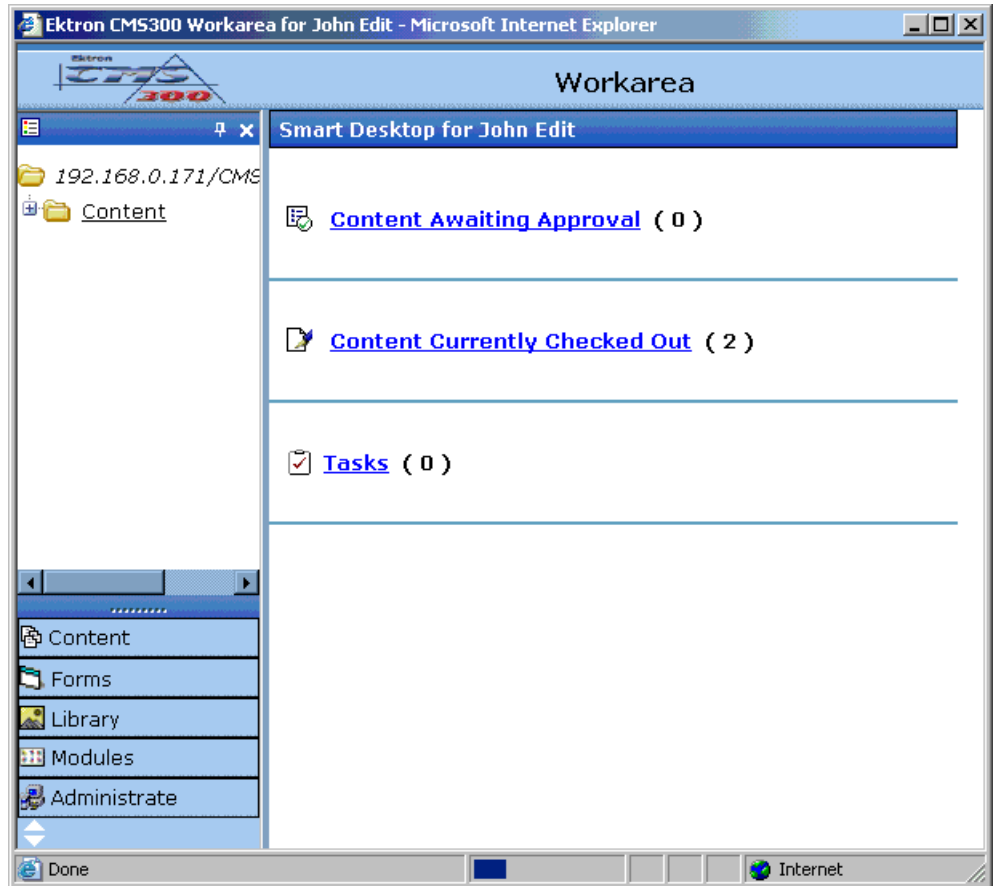 Ektron CMS300 Workarea for John Edit - Microsoft Internet Explorer
Ektron
CMS
300
Workarea
Smart Desktop for John Edit
192.168.0.171/CMS
Content
Content Awaiting Approval ( 0 )
Content Currently Checked Out ( 2 )
Tasks ( 0 )
Content
Forms
Library
Modules
Administrate
Done
Internet